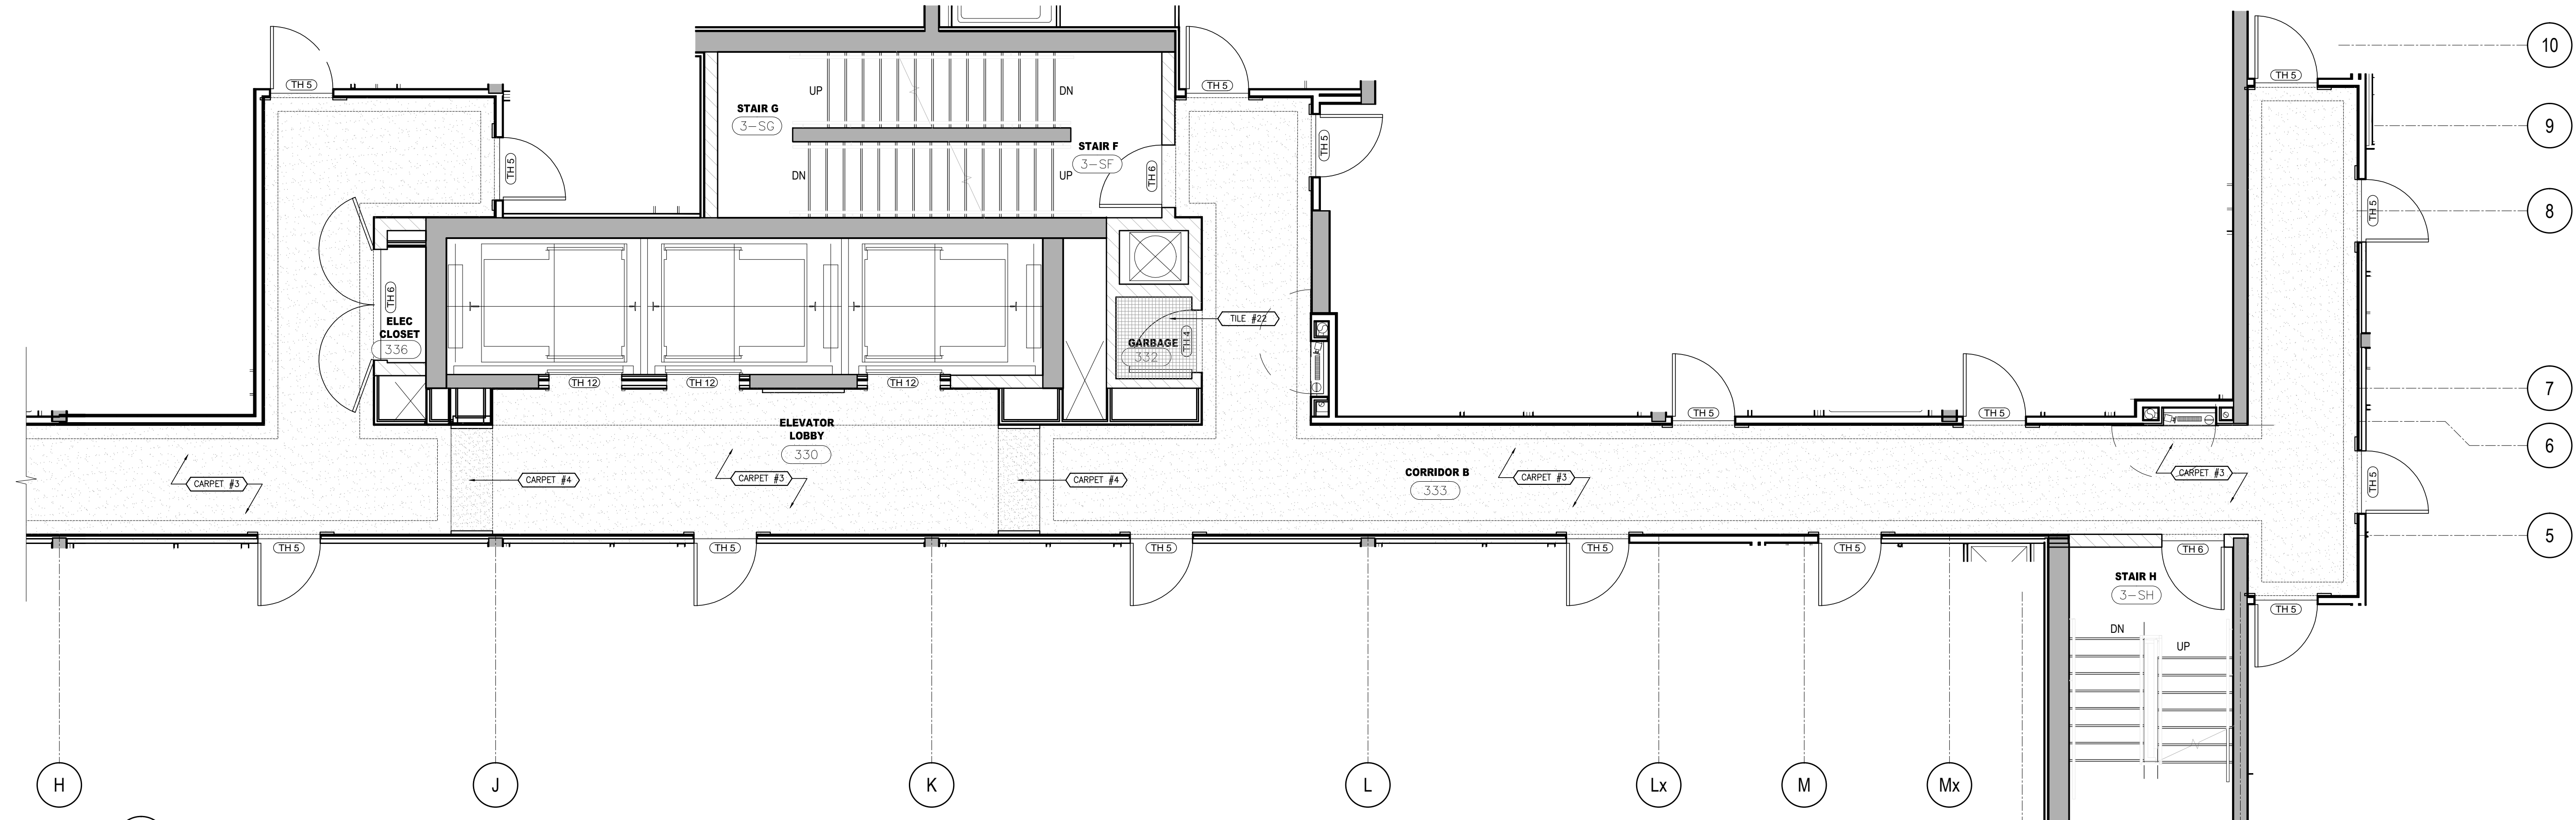 10
TH 5
TH 5
TH 5
UP
DN
STAIR G
3-SG
9
STAIR F
3-SF
TH 5
TH 5
DN
UP
TH 6
TH 5
8
TH 6
ELEC
CLOSET
336
TILE #22
GARBAGE
332
TH 4
TH 12
TH 12
TH 12
7
TH 5
TH 5
ELEVATOR
LOBBY
330
6
CARPET #3
CARPET #4
CARPET #3
CARPET #4
CORRIDOR B
333
CARPET #3
CARPET #3
TH 5
5
TH 5
TH 5
TH 5
TH 5
TH 5
TH 6
STAIR H
3-SH
TH 5
DN
UP
H
J
K
L
Lx
M
Mx